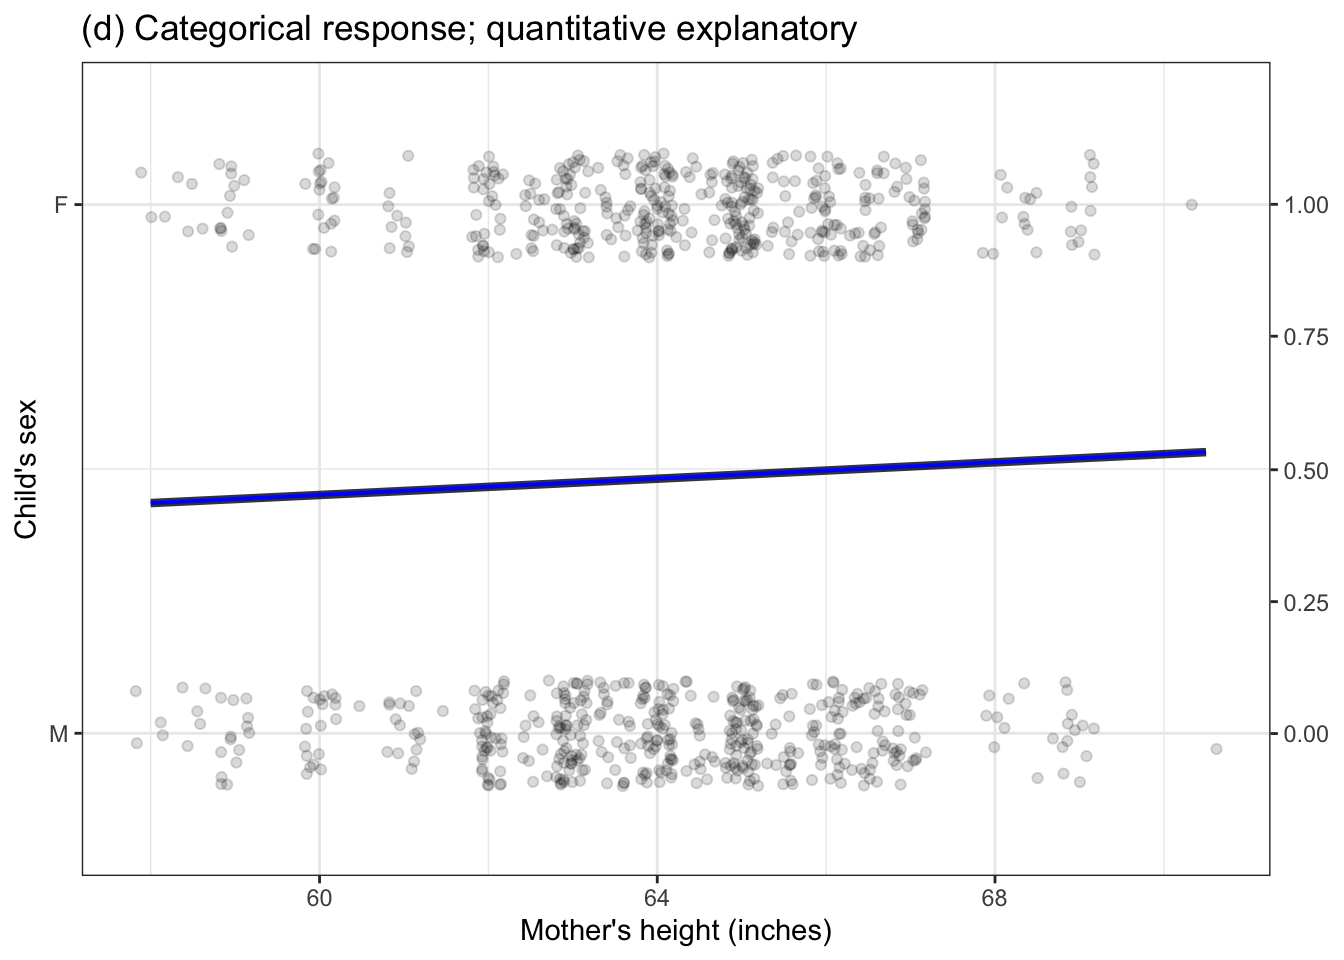 (d) Categorical response; quantitative explanatory
F
M
Child's sex
1.00
0.75
0.50
0.25
0.00
60
64
68
Mother's height (inches)